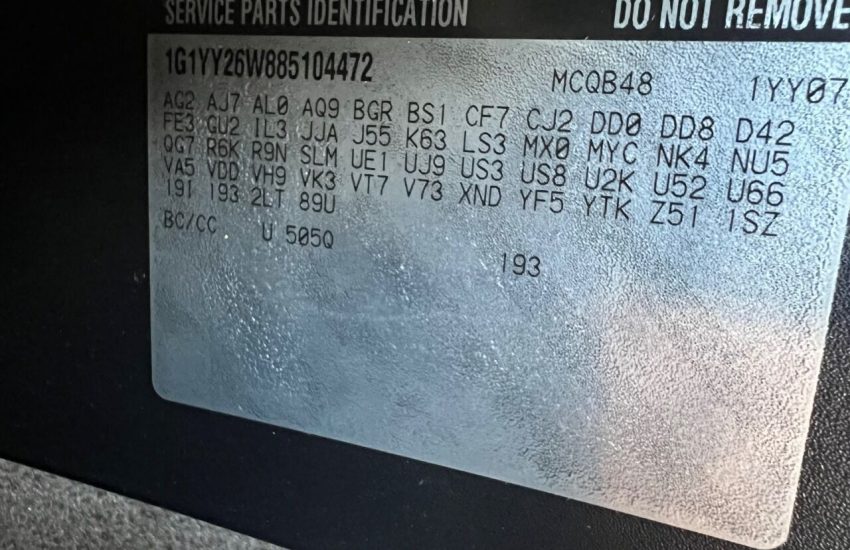 SERVICE PARTS IDENTIFICATION DO NOT REMOVE
1G1YY26W885104472 MCQB48 1YY07
AG2 AJ7 AL0 AQ9 BGR BS1 CF7 CJ2 DD0 DD8 D42
FE3 GU2 IL3 JJA J55 K63 LS3 MX0 MYC NK4 NU5
QG7 R6K R9N SLM UE1 UJ9 US3 US8 U2K U52 U66
VA5 VDD VH9 VK3 VT7 V73 XND YF5 YTK Z51 1SZ
191 193 2LT 89U
BC/CC U 505Q
193